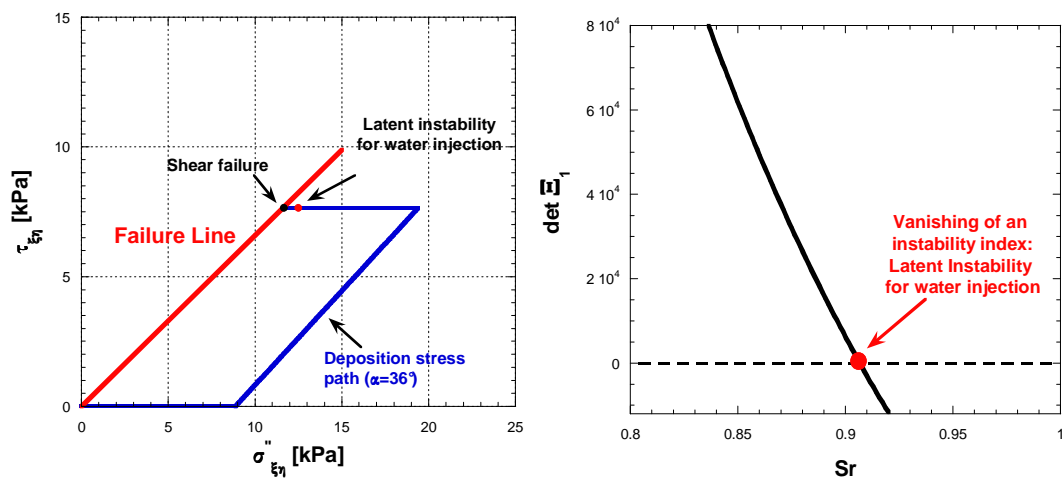 15
10
5
0
0
5
10
15
20
25
τξη [kPa]
σ''ξη [kPa]
Latent instability
for water injection
Shear failure
Failure Line
Deposition stress
path (α=36°)
8 10⁴
6 10⁴
4 10⁴
2 10⁴
0
0.8
0.85
0.9
0.95
1
det Ξ₁
Sr
Vanishing of an
instability index:
Latent Instability
for water injection